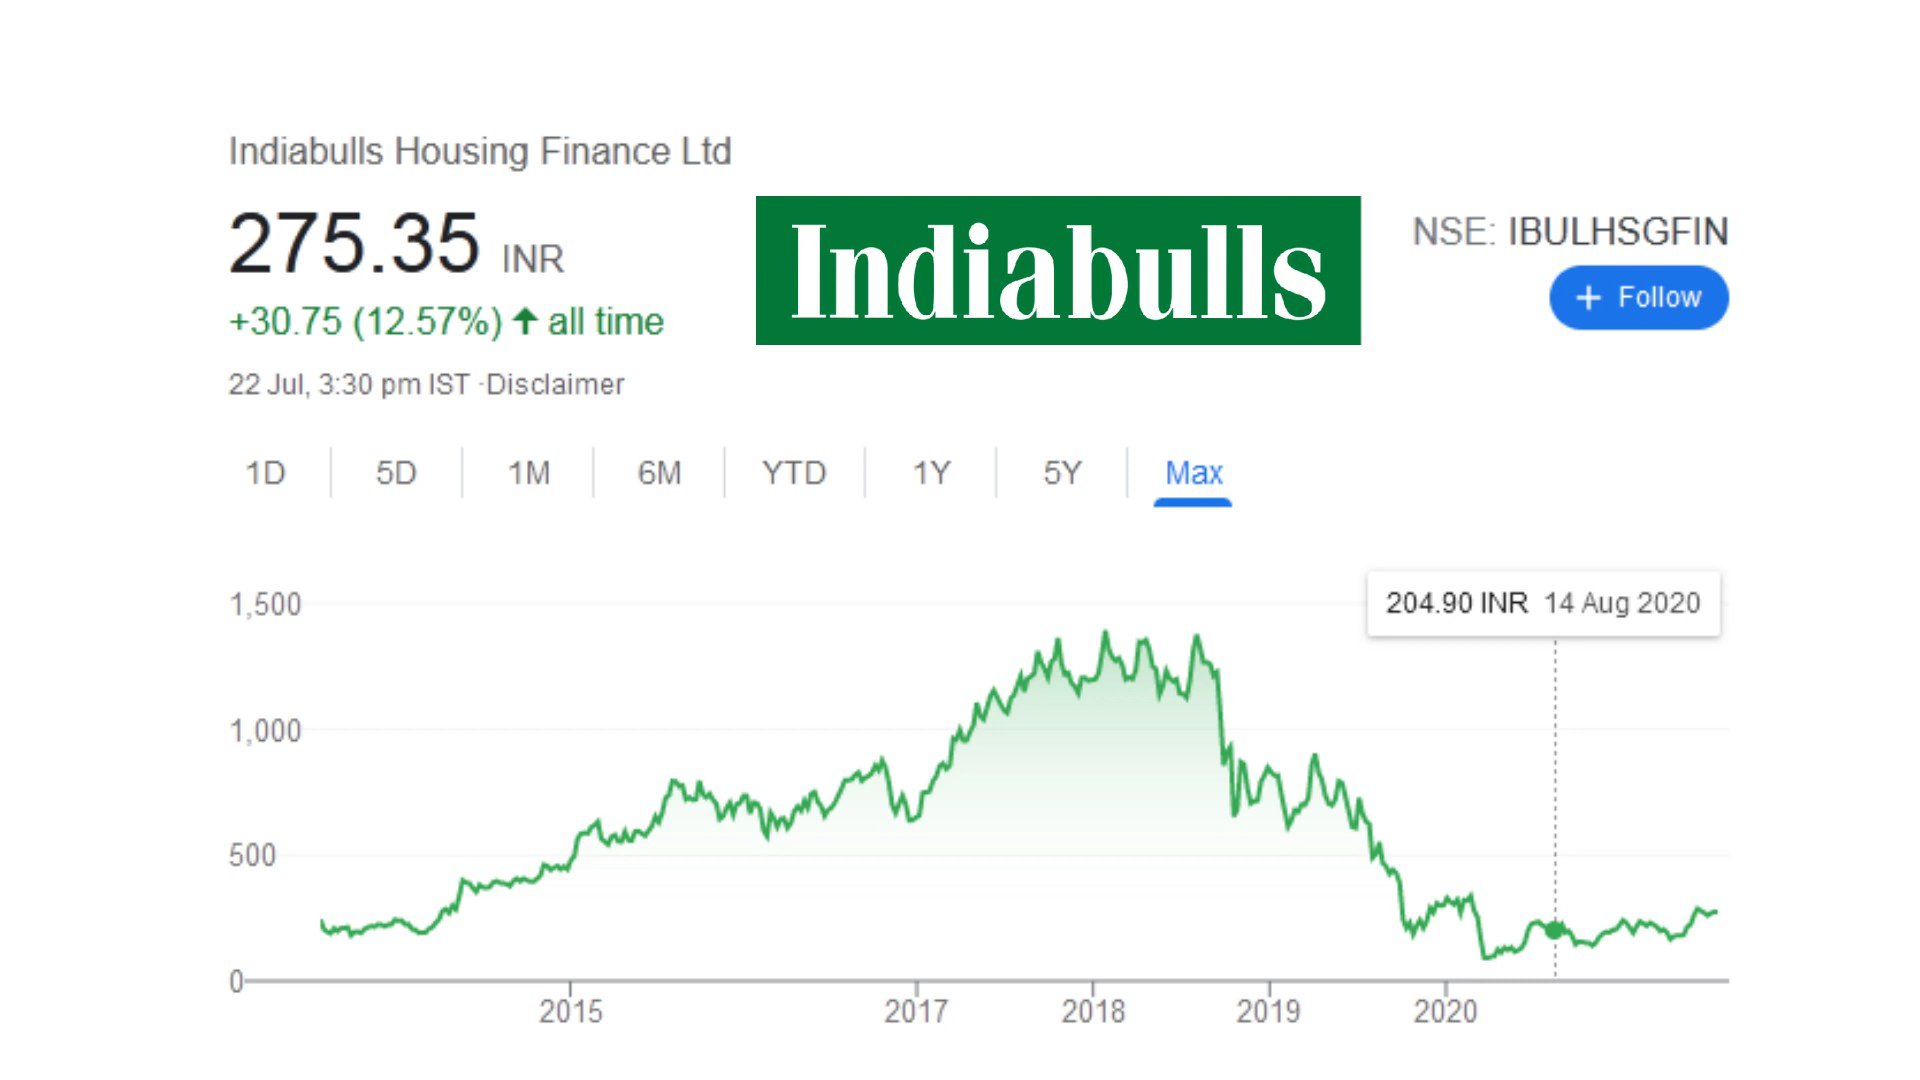 Indiabulls Housing Finance Ltd
275.35 INR
Indiabulls
NSE: IBULHSGFIN
+ Follow
+30.75 (12.57%) ↑ all time
22 Jul, 3:30 pm IST ·Disclaimer
1D 5D 1M 6M YTD 1Y 5Y Max
204.90 INR 14 Aug 2020
1,500
1,000
500
0
2015 2017 2018 2019 2020